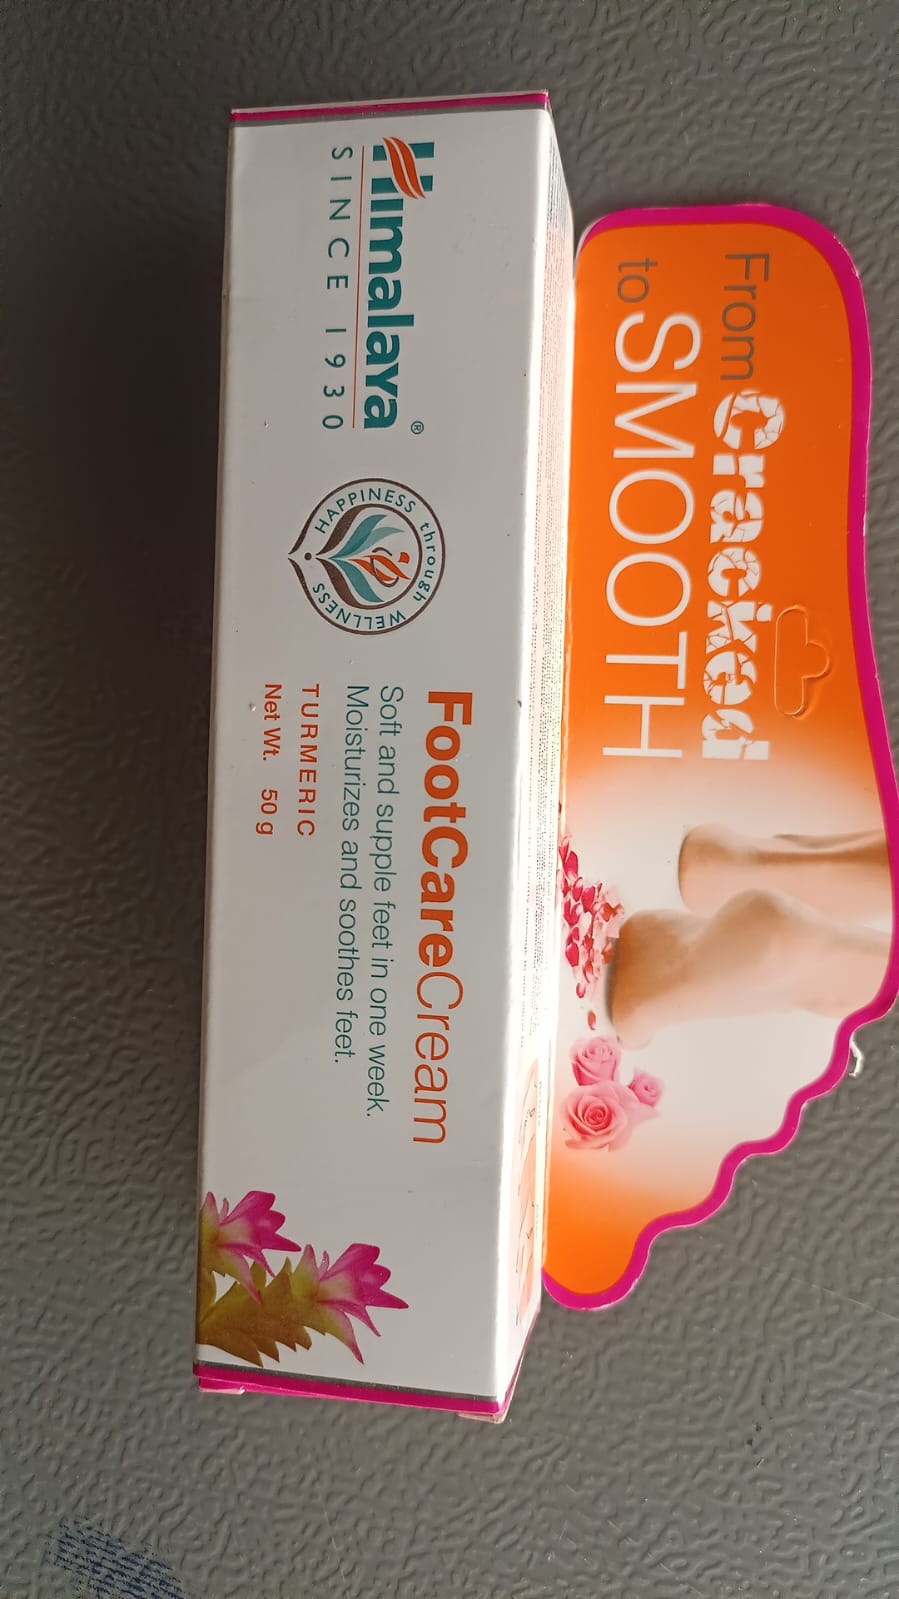 From Cracked
to SMOOTH
Himalaya®
SINCE 1930
HAPPINESS through WELLNESS
FootCareCream
Soft and supple feet in one week.
Moisturizes and soothes feet.
TURMERIC
Net Wt. 50 g